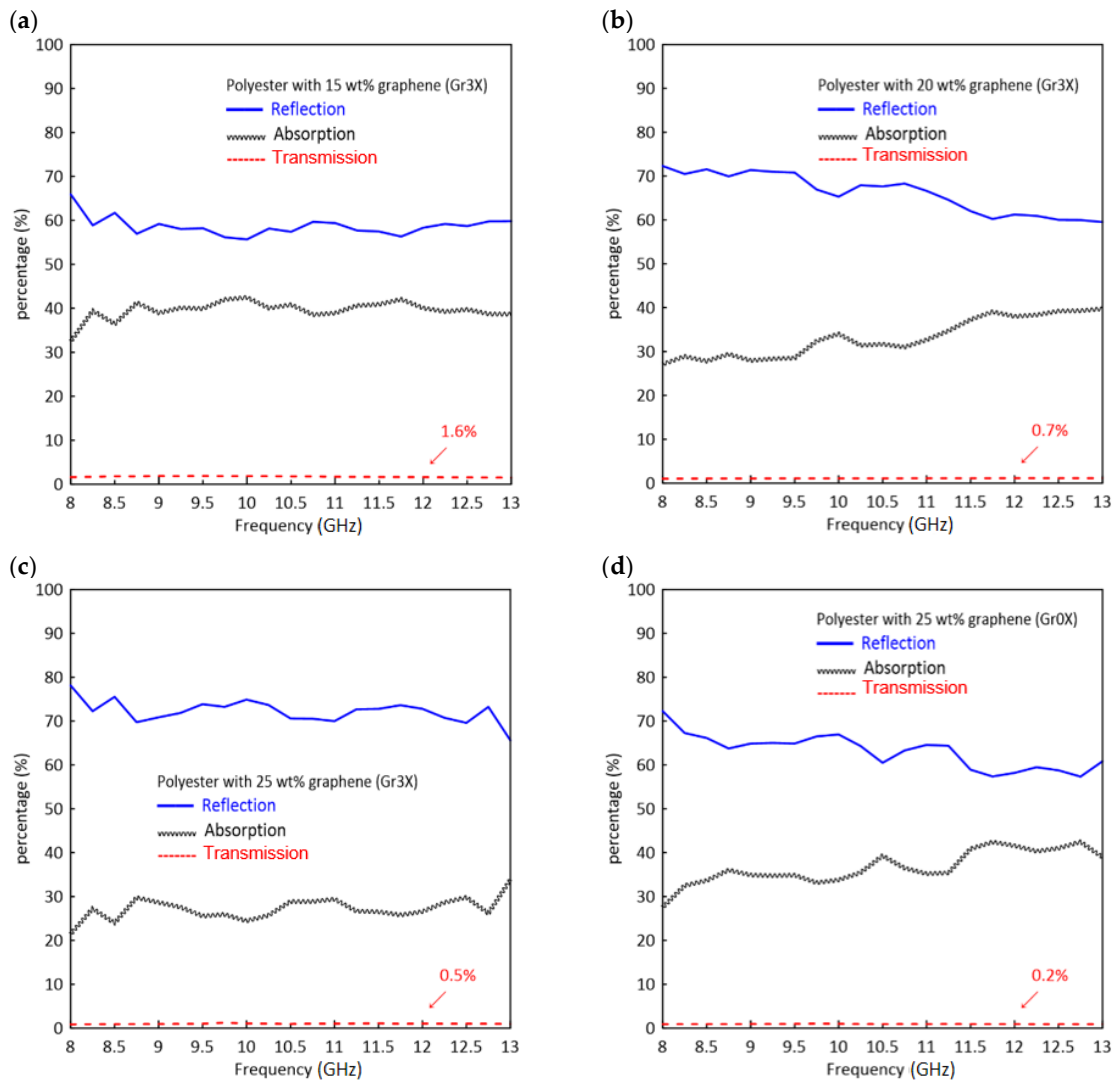 (a)
100
90
80
70
60
50
40
30
20
10
0
percentage (%)
Polyester with 15 wt% graphene (Gr3X)
Reflection
Absorption
Transmission
1.6%
8 8.5 9 9.5 10 10.5 11 11.5 12 12.5 13
Frequency (GHz)
(b)
100
90
80
70
60
50
40
30
20
10
0
percentage (%)
Polyester with 20 wt% graphene (Gr3X)
Reflection
Absorption
Transmission
0.7%
8 8.5 9 9.5 10 10.5 11 11.5 12 12.5 13
Frequency (GHz)
(c)
100
90
80
70
60
50
40
30
20
10
0
percentage (%)
Polyester with 25 wt% graphene (Gr3X)
Reflection
Absorption
Transmission
0.5%
8 8.5 9 9.5 10 10.5 11 11.5 12 12.5 13
Frequency (GHz)
(d)
100
90
80
70
60
50
40
30
20
10
0
percentage (%)
Polyester with 25 wt% graphene (Gr0X)
Reflection
Absorption
Transmission
0.2%
8 8.5 9 9.5 10 10.5 11 11.5 12 12.5 13
Frequency (GHz)